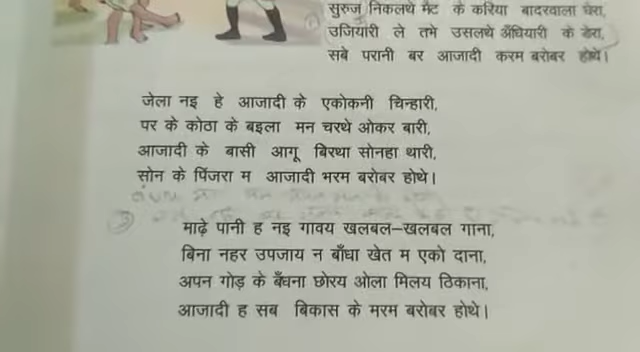 सुरुज निकलथे मेट के करिया बादरवाला घेरा,
उजियारी ले तभे उसलथे अँधियारी के डेरा,
सबे परानी बर आजादी करम बरोबर होथे।
जेला नइ हे आजादी के एकोकनी चिन्हारी,
पर के कोठा के बइला मन चरथे ओकर बारी,
आजादी के बासी आगू बिरथा सोनहा थारी,
सोन के पिंजरा म आजादी भरम बरोबर होथे।
माढ़े पानी ह नइ गावय खलबल–खलबल गाना,
बिना नहर उपजाय न बाँधा खेत म एको दाना,
अपन गोड़ के बँधना छोरय ओला मिलय ठिकाना,
आजादी ह सब बिकास के मरम बरोबर होथे।